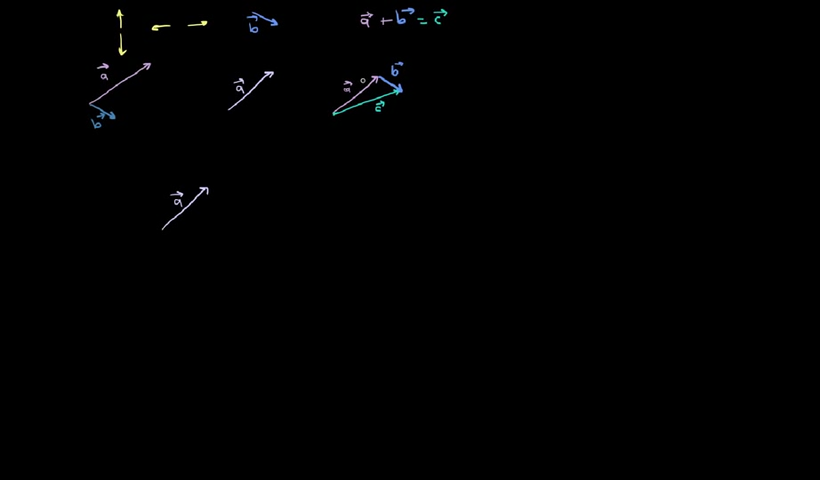 b⃗
a⃗ + b⃗ = c⃗
a⃗
b⃗
a⃗
a⃗
b⃗
c⃗
a⃗